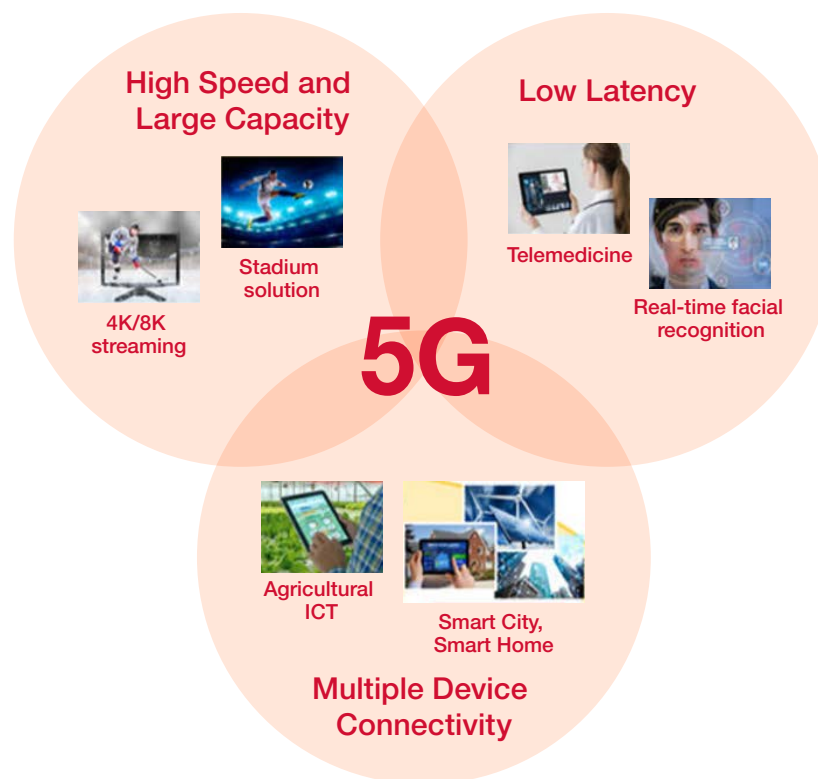 High Speed and
Large Capacity
Low Latency
Stadium
solution
4K/8K
streaming
Telemedicine
Real-time facial
recognition
5G
Agricultural
ICT
Smart City,
Smart Home
Multiple Device
Connectivity